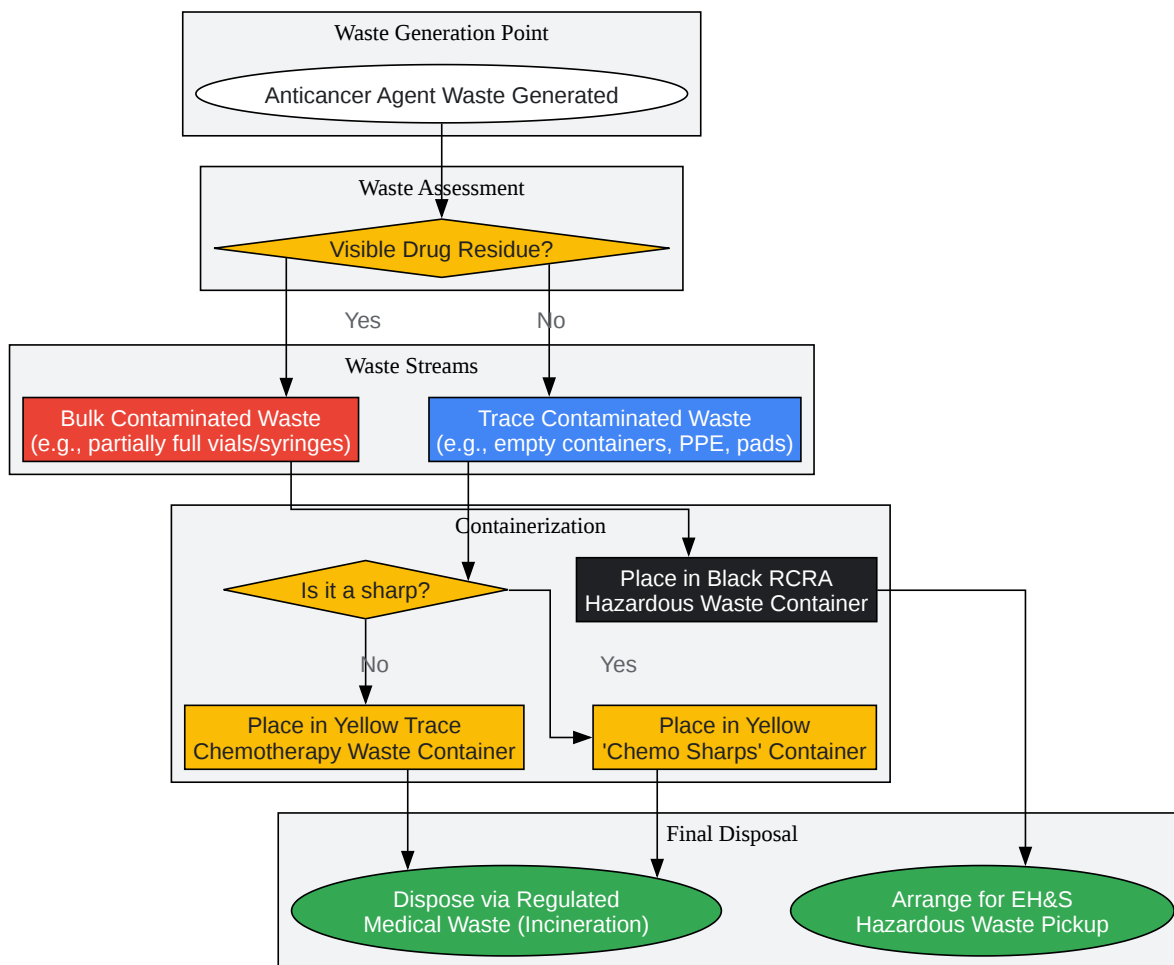 Waste Generation Point
Anticancer Agent Waste Generated
Waste Assessment
Visible Drug Residue?
Yes
No
Waste Streams
Bulk Contaminated Waste
(e.g., partially full vials/syringes)
Trace Contaminated Waste
(e.g., empty containers, PPE, pads)
Containerization
Is it a sharp?
Place in Black RCRA
Hazardous Waste Container
No
Yes
Place in Yellow Trace
Chemotherapy Waste Container
Place in Yellow
'Chemo Sharps' Container
Final Disposal
Dispose via Regulated
Medical Waste (Incineration)
Arrange for EH&S
Hazardous Waste Pickup